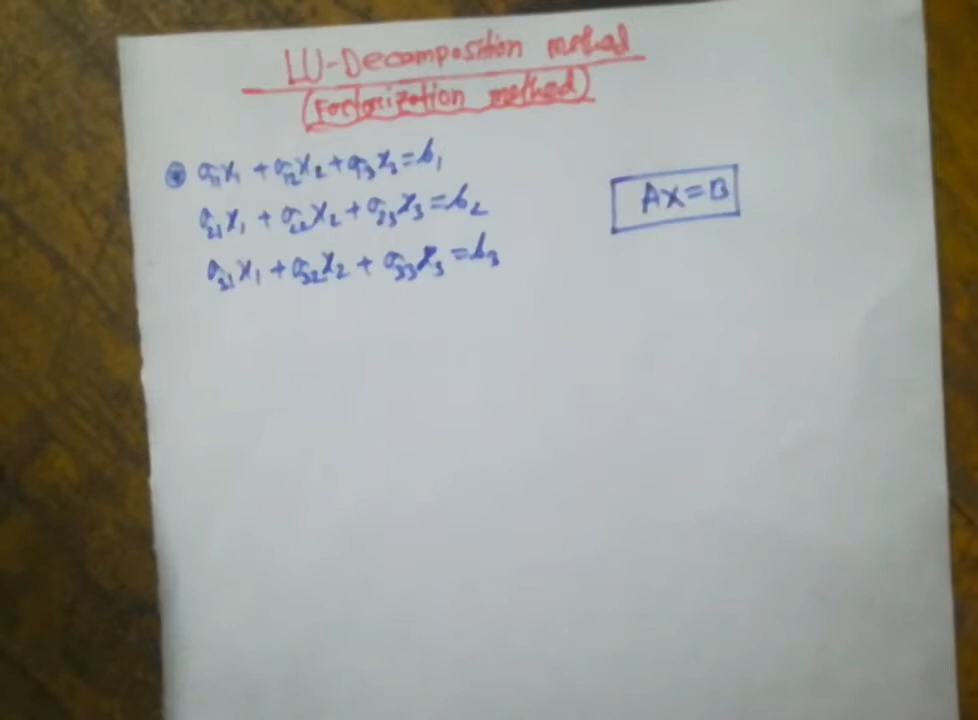 LU-Decomposition method
(Factorization method)
a₁₁x₁ + a₁₂x₂ + a₁₃x₃ = b₁
AX=B
a₂₁x₁ + a₂₂x₂ + a₂₃x₃ = b₂
a₃₁x₁ + a₃₂x₂ + a₃₃x₃ = b₃